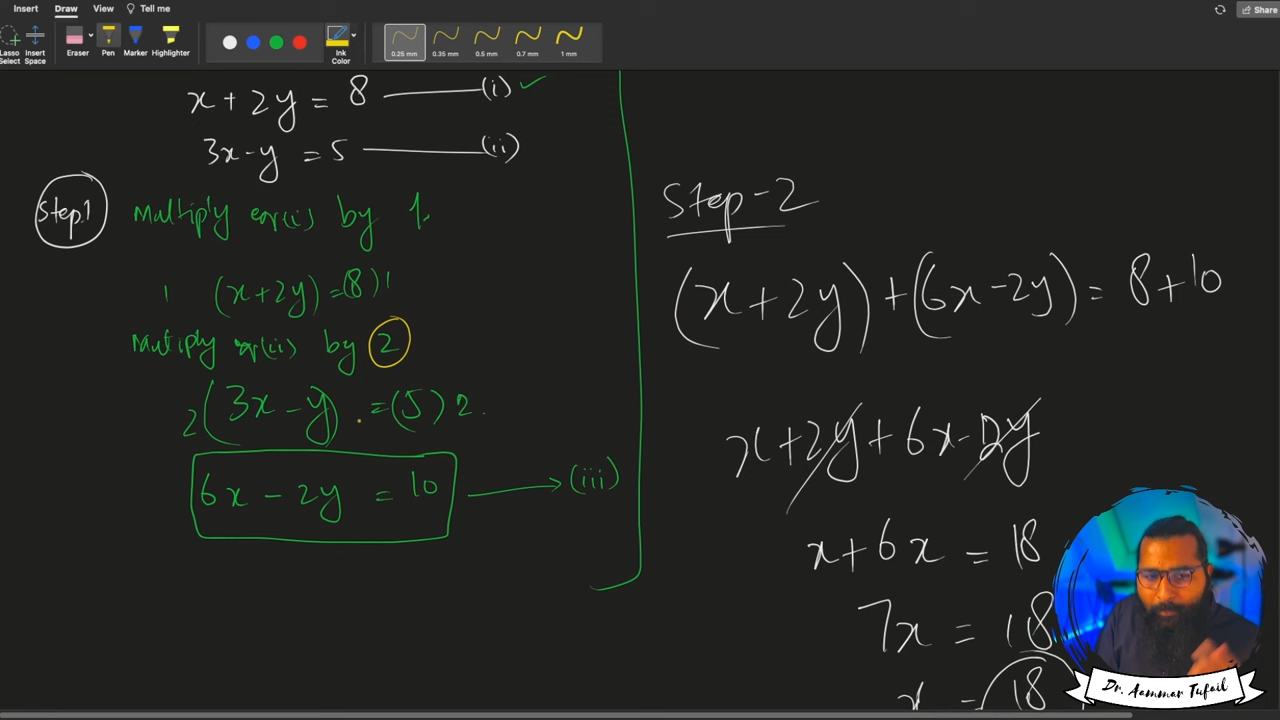 Insert Draw View Tell me
Share
Lasso Select
Insert Space
Eraser
Pen
Marker
Highlighter
Ink Color
0.25 mm
0.35 mm
0.5 mm
0.7 mm
1 mm
x + 2y = 8 (i) ✓
3x - y = 5 (ii)
Step.1
Multiply eq(i) by 1.
1 (x + 2y) = (8) 1
Multiply eq(ii) by 2
2 (3x - y) = (5) 2.
6x - 2y = 10 → (iii)
Step-2
(x + 2y) + (6x - 2y) = 8 + 10
x + 2y + 6x - 2y
x + 6x = 18
7x = 18
x = 18
Dr. Aammar Tufail